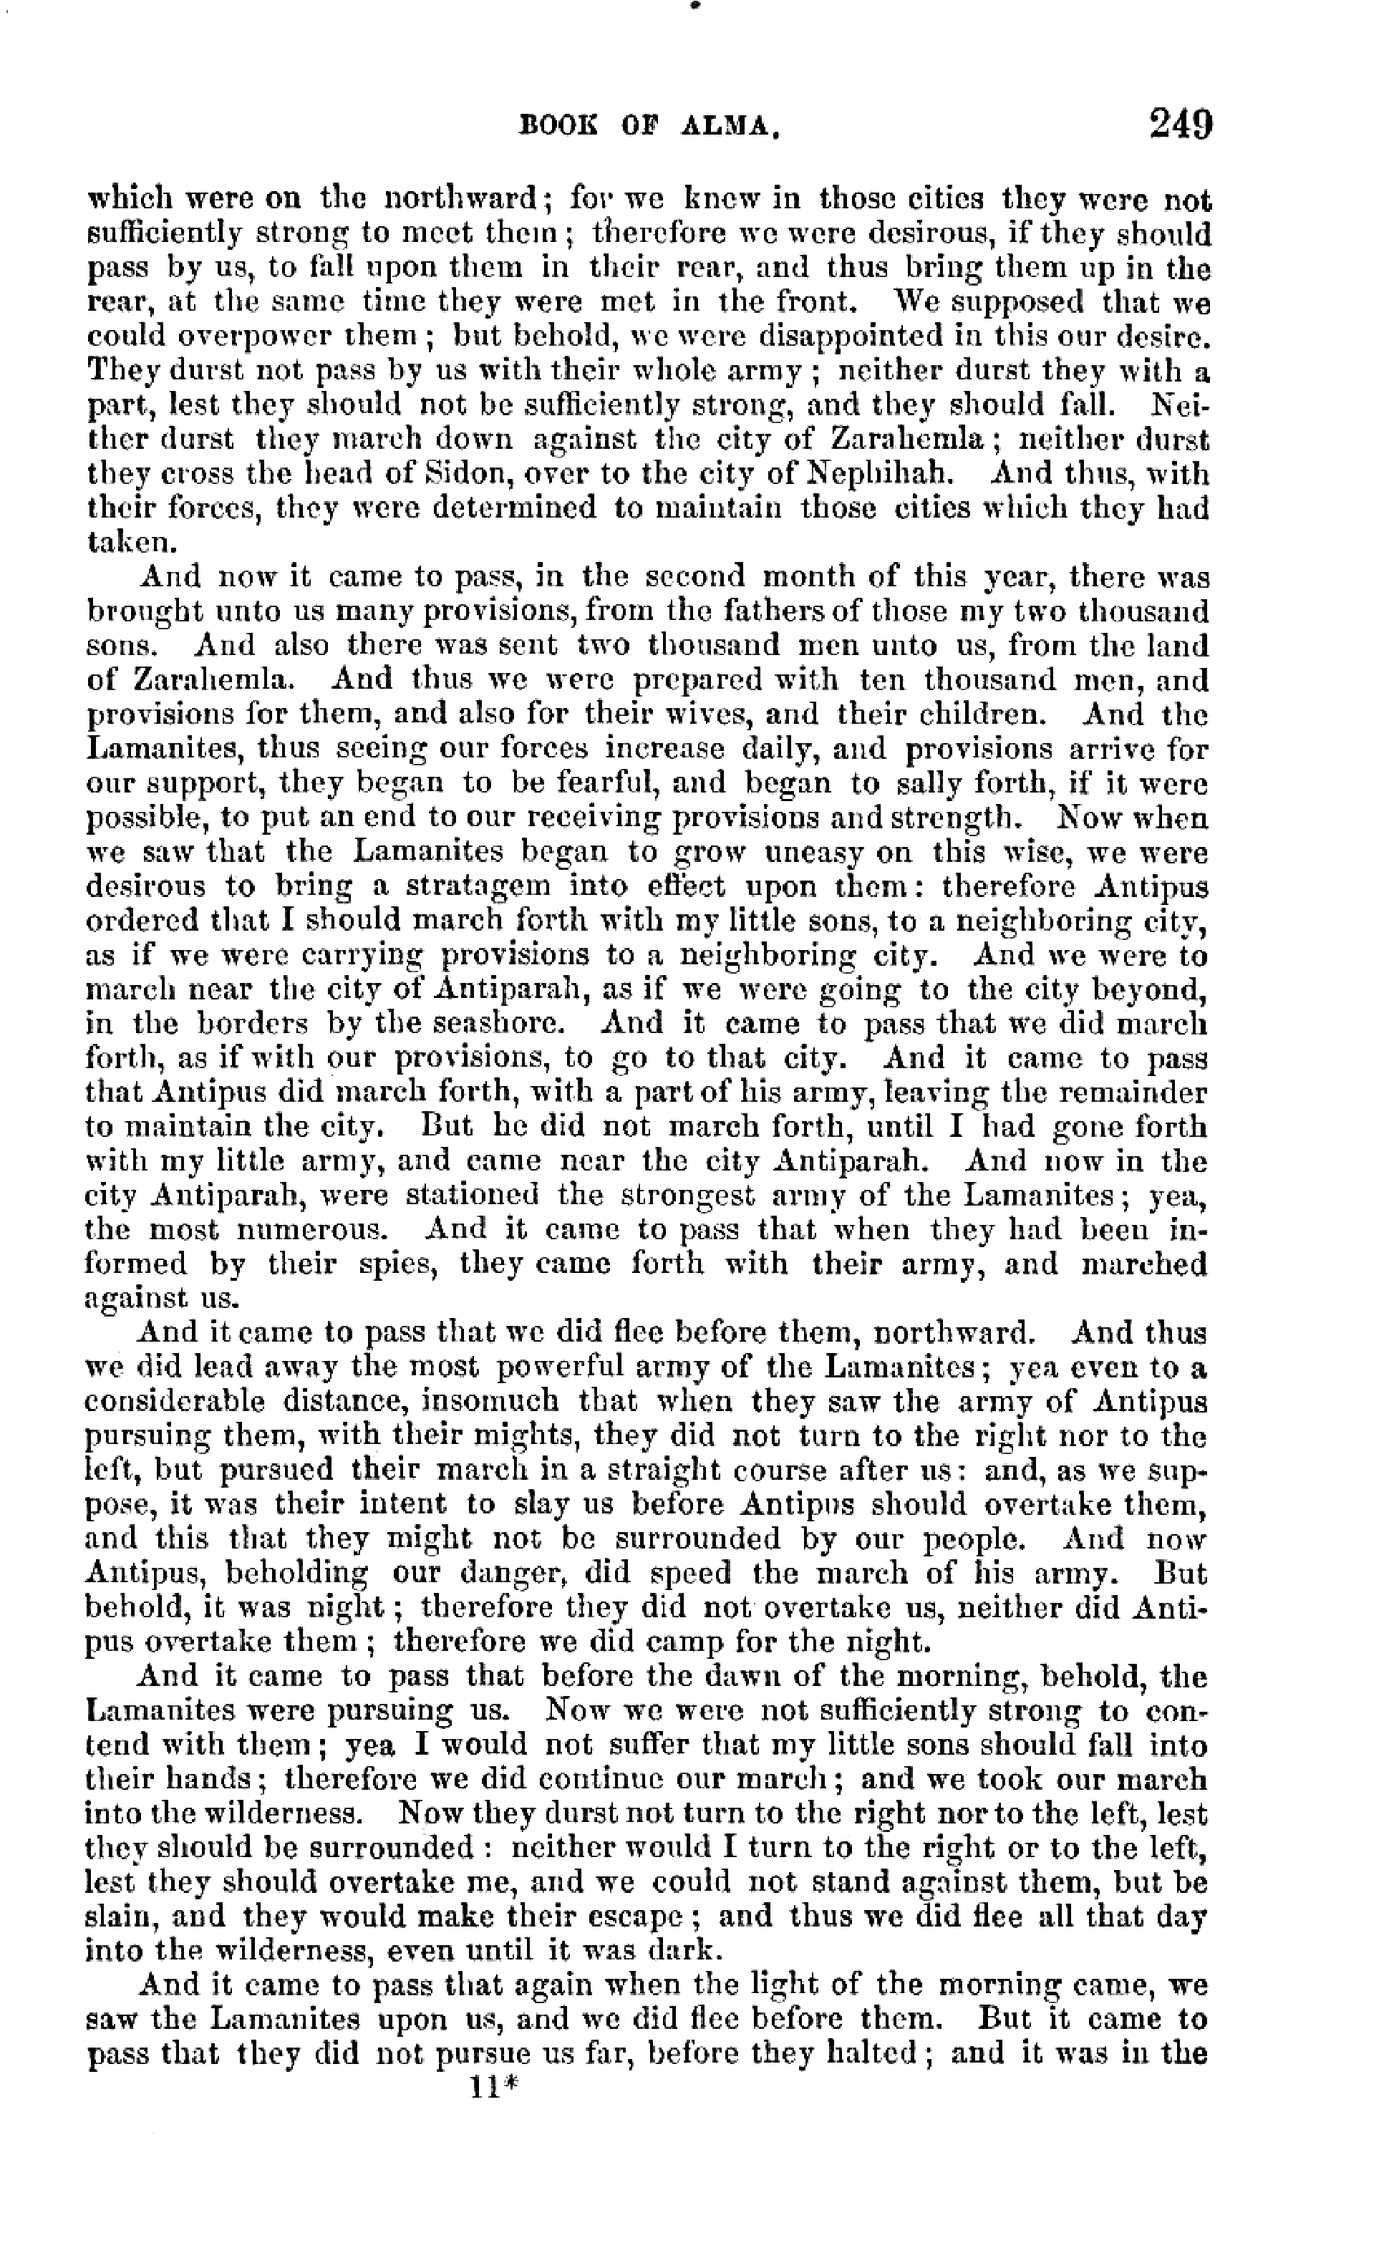 BOOK OF ALMA. 249
which were on the northward; for we knew in those cities they were not
sufficiently strong to meet them; therefore we were desirous, if they should
pass by us, to fall upon them in their rear, and thus bring them up in the
rear, at the same time they were met in the front. We supposed that we
could overpower them; but behold, we were disappointed in this our desire.
They durst not pass by us with their whole army; neither durst they with a
part, lest they should not be sufficiently strong, and they should fall. Nei-
ther durst they march down against the city of Zarahemla; neither durst
they cross the head of Sidon, over to the city of Nephihah. And thus, with
their forces, they were determined to maintain those cities which they had
taken.
And now it came to pass, in the second month of this year, there was
brought unto us many provisions, from the fathers of those my two thousand
sons. And also there was sent two thousand men unto us, from the land
of Zarahemla. And thus we were prepared with ten thousand men, and
provisions for them, and also for their wives, and their children. And the
Lamanites, thus seeing our forces increase daily, and provisions arrive for
our support, they began to be fearful, and began to sally forth, if it were
possible, to put an end to our receiving provisions and strength. Now when
we saw that the Lamanites began to grow uneasy on this wise, we were
desirous to bring a stratagem into effect upon them: therefore Antipus
ordered that I should march forth with my little sons, to a neighboring city,
as if we were carrying provisions to a neighboring city. And we were to
march near the city of Antiparah, as if we were going to the city beyond,
in the borders by the seashore. And it came to pass that we did march
forth, as if with our provisions, to go to that city. And it came to pass
that Antipus did march forth, with a part of his army, leaving the remainder
to maintain the city. But he did not march forth, until I had gone forth
with my little army, and came near the city Antiparah. And now in the
city Antiparah, were stationed the strongest army of the Lamanites; yea,
the most numerous. And it came to pass that when they had been in-
formed by their spies, they came forth with their army, and marched
against us.
And it came to pass that we did flee before them, northward. And thus
we did lead away the most powerful army of the Lamanites; yea even to a
considerable distance, insomuch that when they saw the army of Antipus
pursuing them, with their mights, they did not turn to the right nor to the
left, but pursued their march in a straight course after us: and, as we sup-
pose, it was their intent to slay us before Antipus should overtake them,
and this that they might not be surrounded by our people. And now
Antipus, beholding our danger, did speed the march of his army. But
behold, it was night; therefore they did not overtake us, neither did Anti-
pus overtake them; therefore we did camp for the night.
And it came to pass that before the dawn of the morning, behold, the
Lamanites were pursuing us. Now we were not sufficiently strong to con-
tend with them; yea I would not suffer that my little sons should fall into
their hands; therefore we did continue our march; and we took our march
into the wilderness. Now they durst not turn to the right nor to the left, lest
they should be surrounded: neither would I turn to the right or to the left,
lest they should overtake me, and we could not stand against them, but be
slain, and they would make their escape; and thus we did flee all that day
into the wilderness, even until it was dark.
And it came to pass that again when the light of the morning came, we
saw the Lamanites upon us, and we did flee before them. But it came to
pass that they did not pursue us far, before they halted; and it was in the
11*